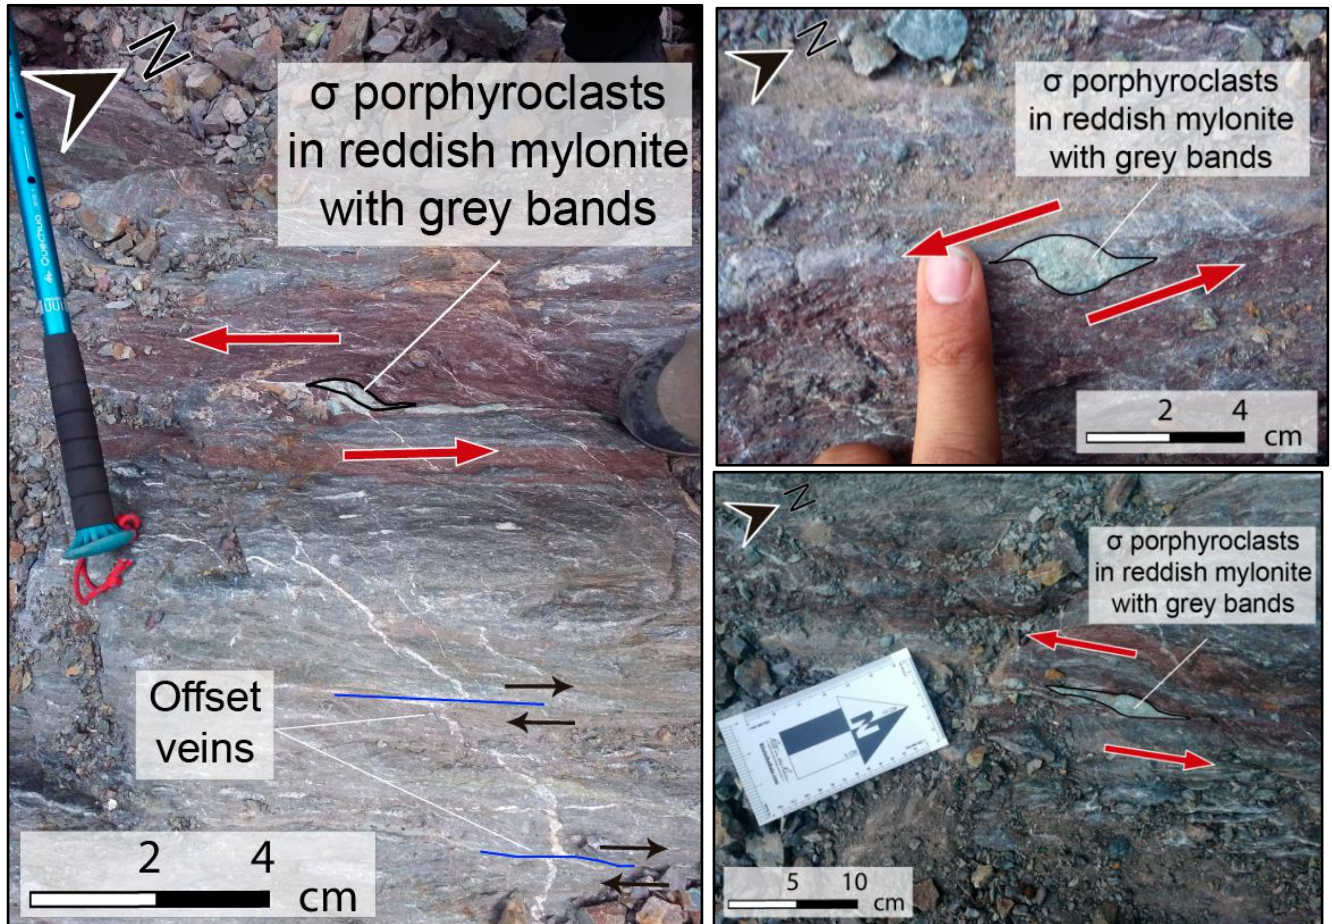 N
σ porphyroclasts
in reddish mylonite
with grey bands
Quechua
Offset
veins
2 4
cm
N
σ porphyroclasts
in reddish mylonite
with grey bands
2 4
cm
N
σ porphyroclasts
in reddish mylonite
with grey bands
N
5 10
cm